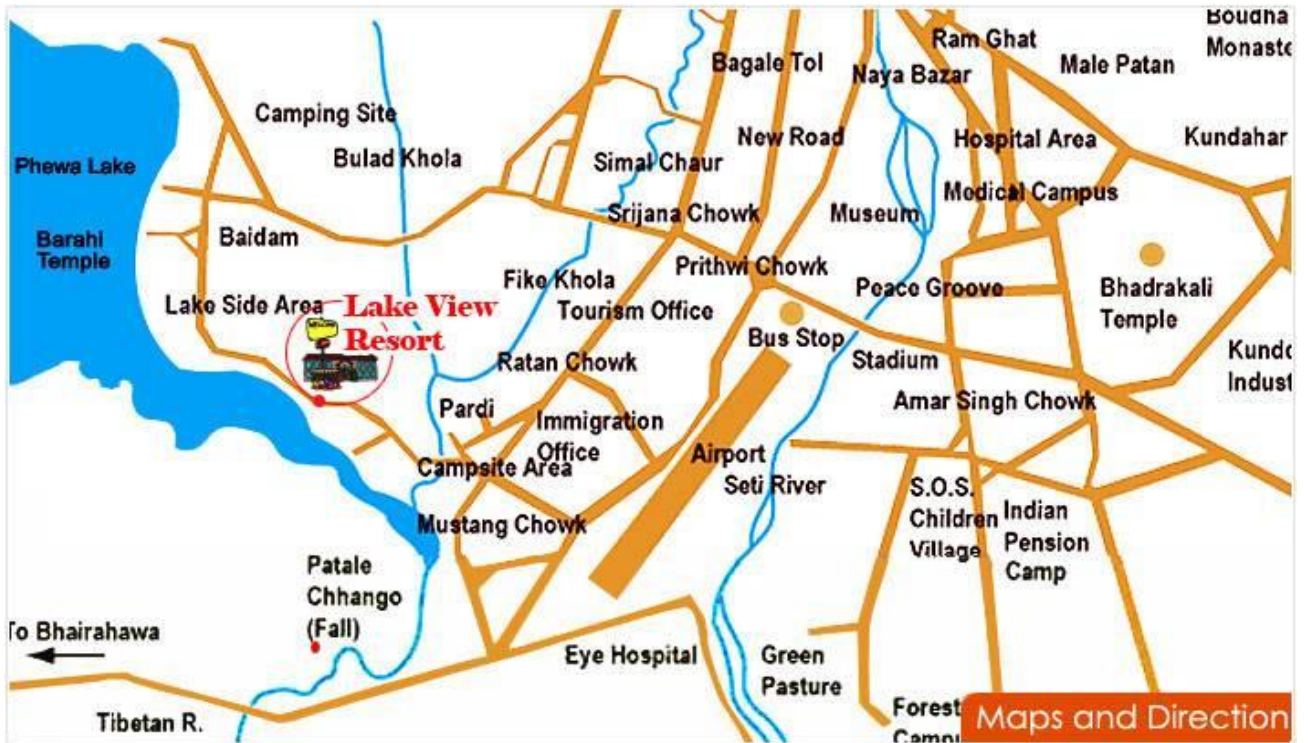 Boudha
Ram Ghat
Monaste
Bagale Tol
Male Patan
Naya Bazar
Camping Site
New Road
Hospital Area
Kundahar
Bulad Khola
Simal Chaur
Phewa Lake
Medical Campus
Srijana Chowk
Museum
Baidam
Barahi
Temple
Prithwi Chowk
Fike Khola
Peace Groove
Bhadrakali
Temple
Lake Side Area
Lake View
Resort
Tourism Office
Bus Stop
Stadium
Ratan Chowk
Kundo
Indust
Amar Singh Chowk
Pardi
Immigration
Office
Airport
Campsite Area
Seti River
S.O.S.
Children
Village
Indian
Pension
Camp
Mustang Chowk
Patale
Chhango
(Fall)
To Bhairahawa
Eye Hospital
Green
Pasture
Tibetan R.
Forest
Campu
Maps and Direction